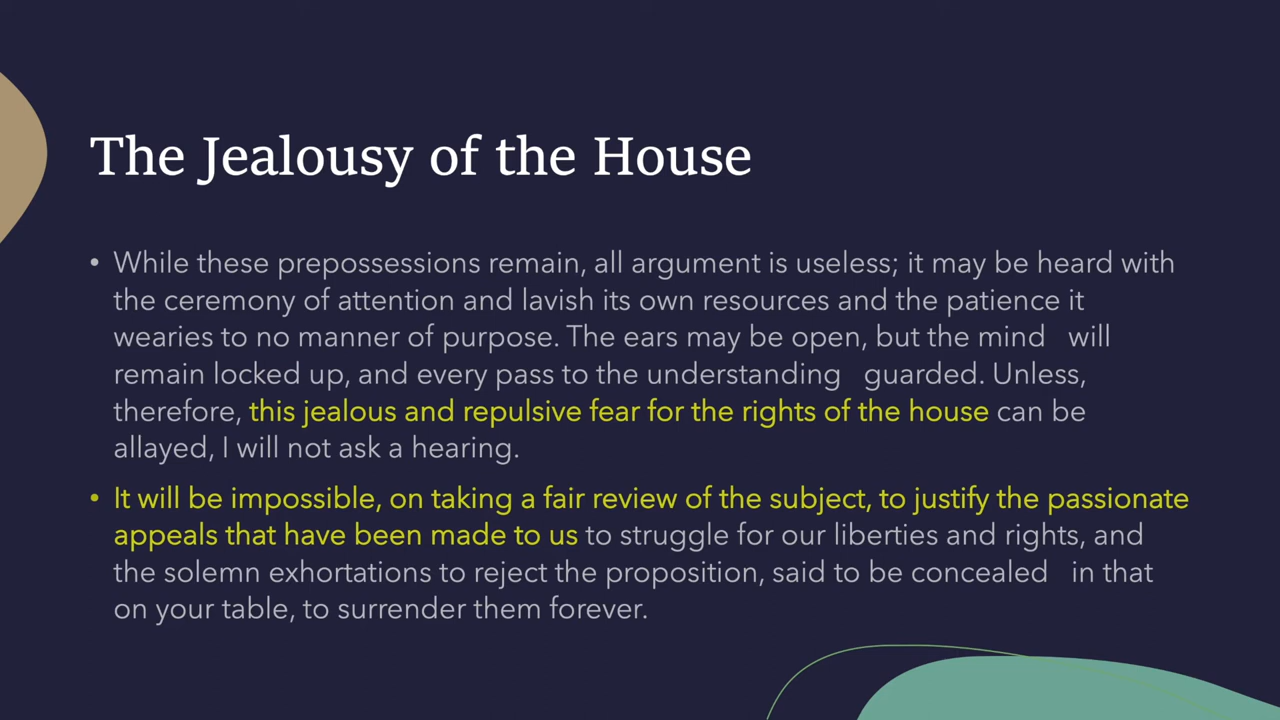 The Jealousy of the House
• While these prepossessions remain, all argument is useless; it may be heard with
the ceremony of attention and lavish its own resources and the patience it
wearies to no manner of purpose. The ears may be open, but the mind   will
remain locked up, and every pass to the understanding   guarded. Unless,
therefore, this jealous and repulsive fear for the rights of the house can be
allayed, I will not ask a hearing.
• It will be impossible, on taking a fair review of the subject, to justify the passionate
appeals that have been made to us to struggle for our liberties and rights, and
the solemn exhortations to reject the proposition, said to be concealed   in that
on your table, to surrender them forever.